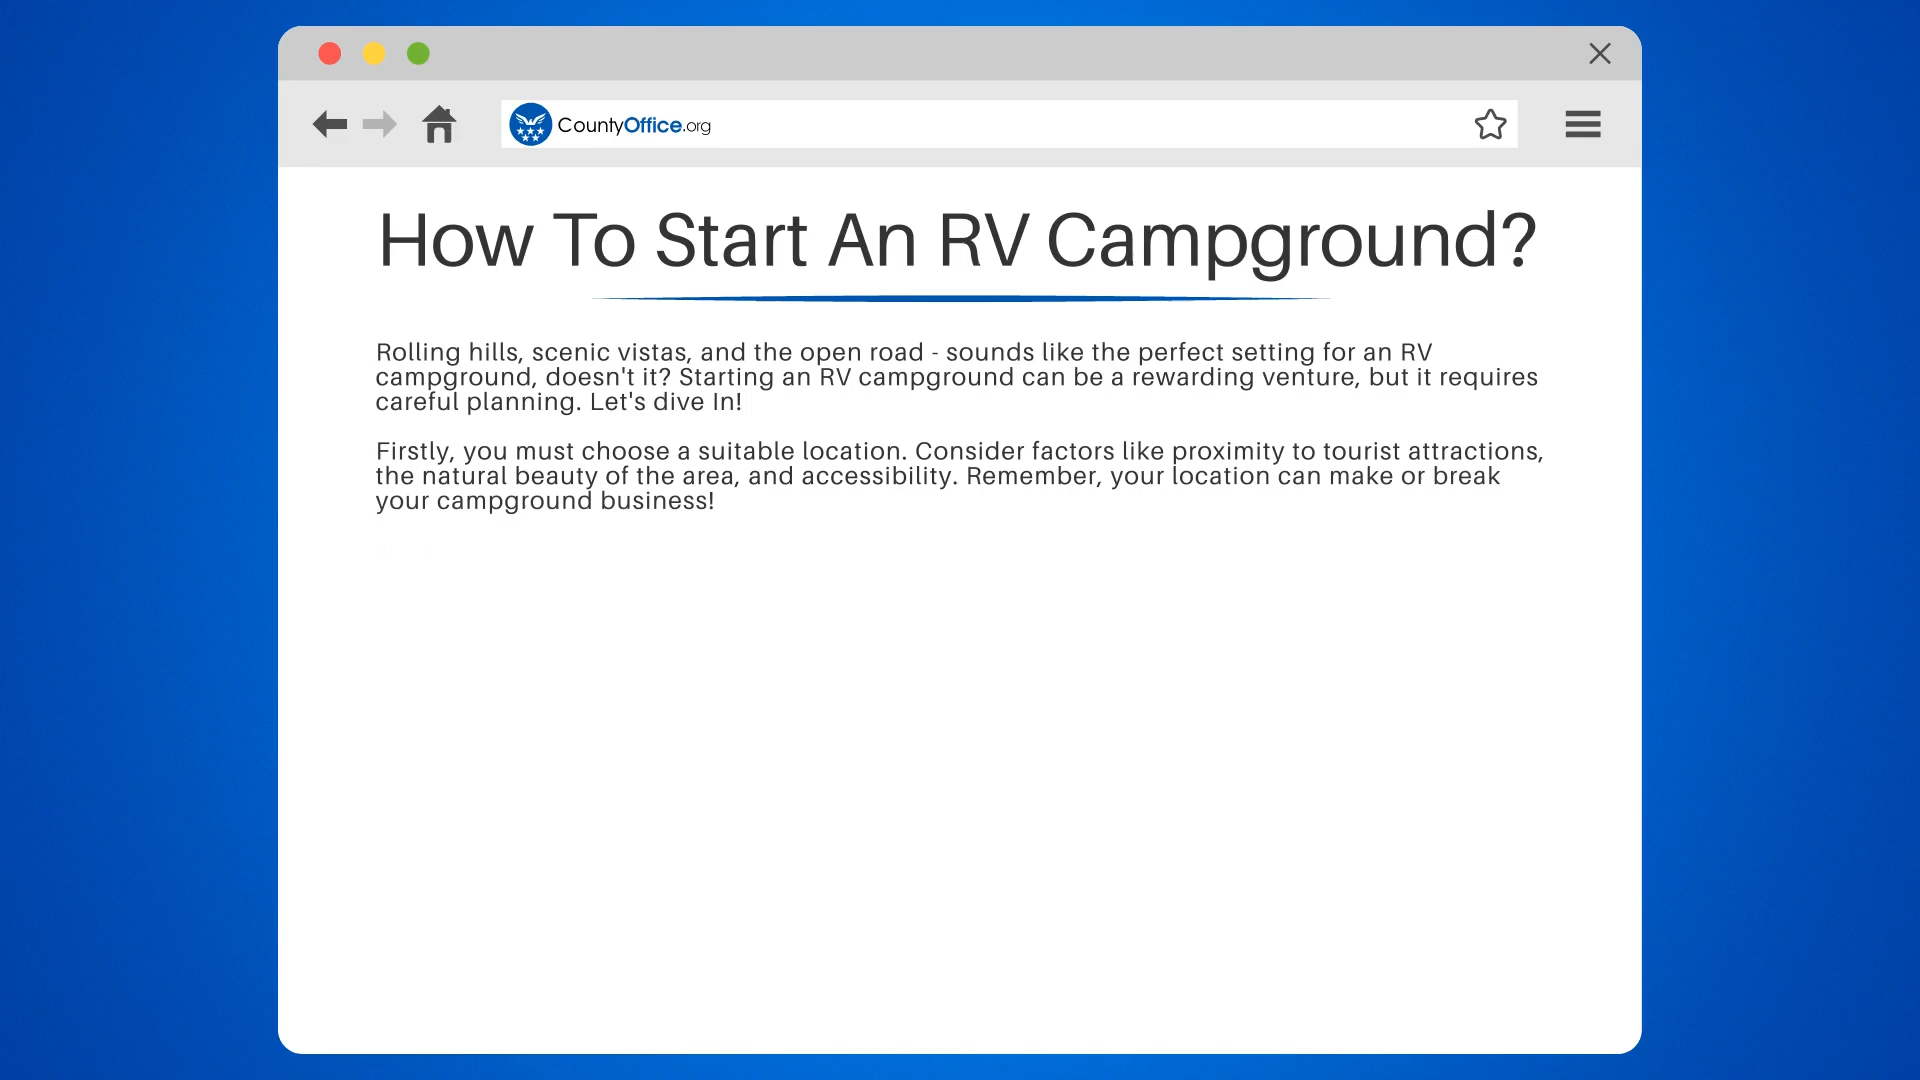 CountyOffice.org
How To Start An RV Campground?
Rolling hills, scenic vistas, and the open road - sounds like the perfect setting for an RV
campground, doesn't it? Starting an RV campground can be a rewarding venture, but it requires
careful planning. Let's dive In!
Firstly, you must choose a suitable location. Consider factors like proximity to tourist attractions,
the natural beauty of the area, and accessibility. Remember, your location can make or break
your campground business!